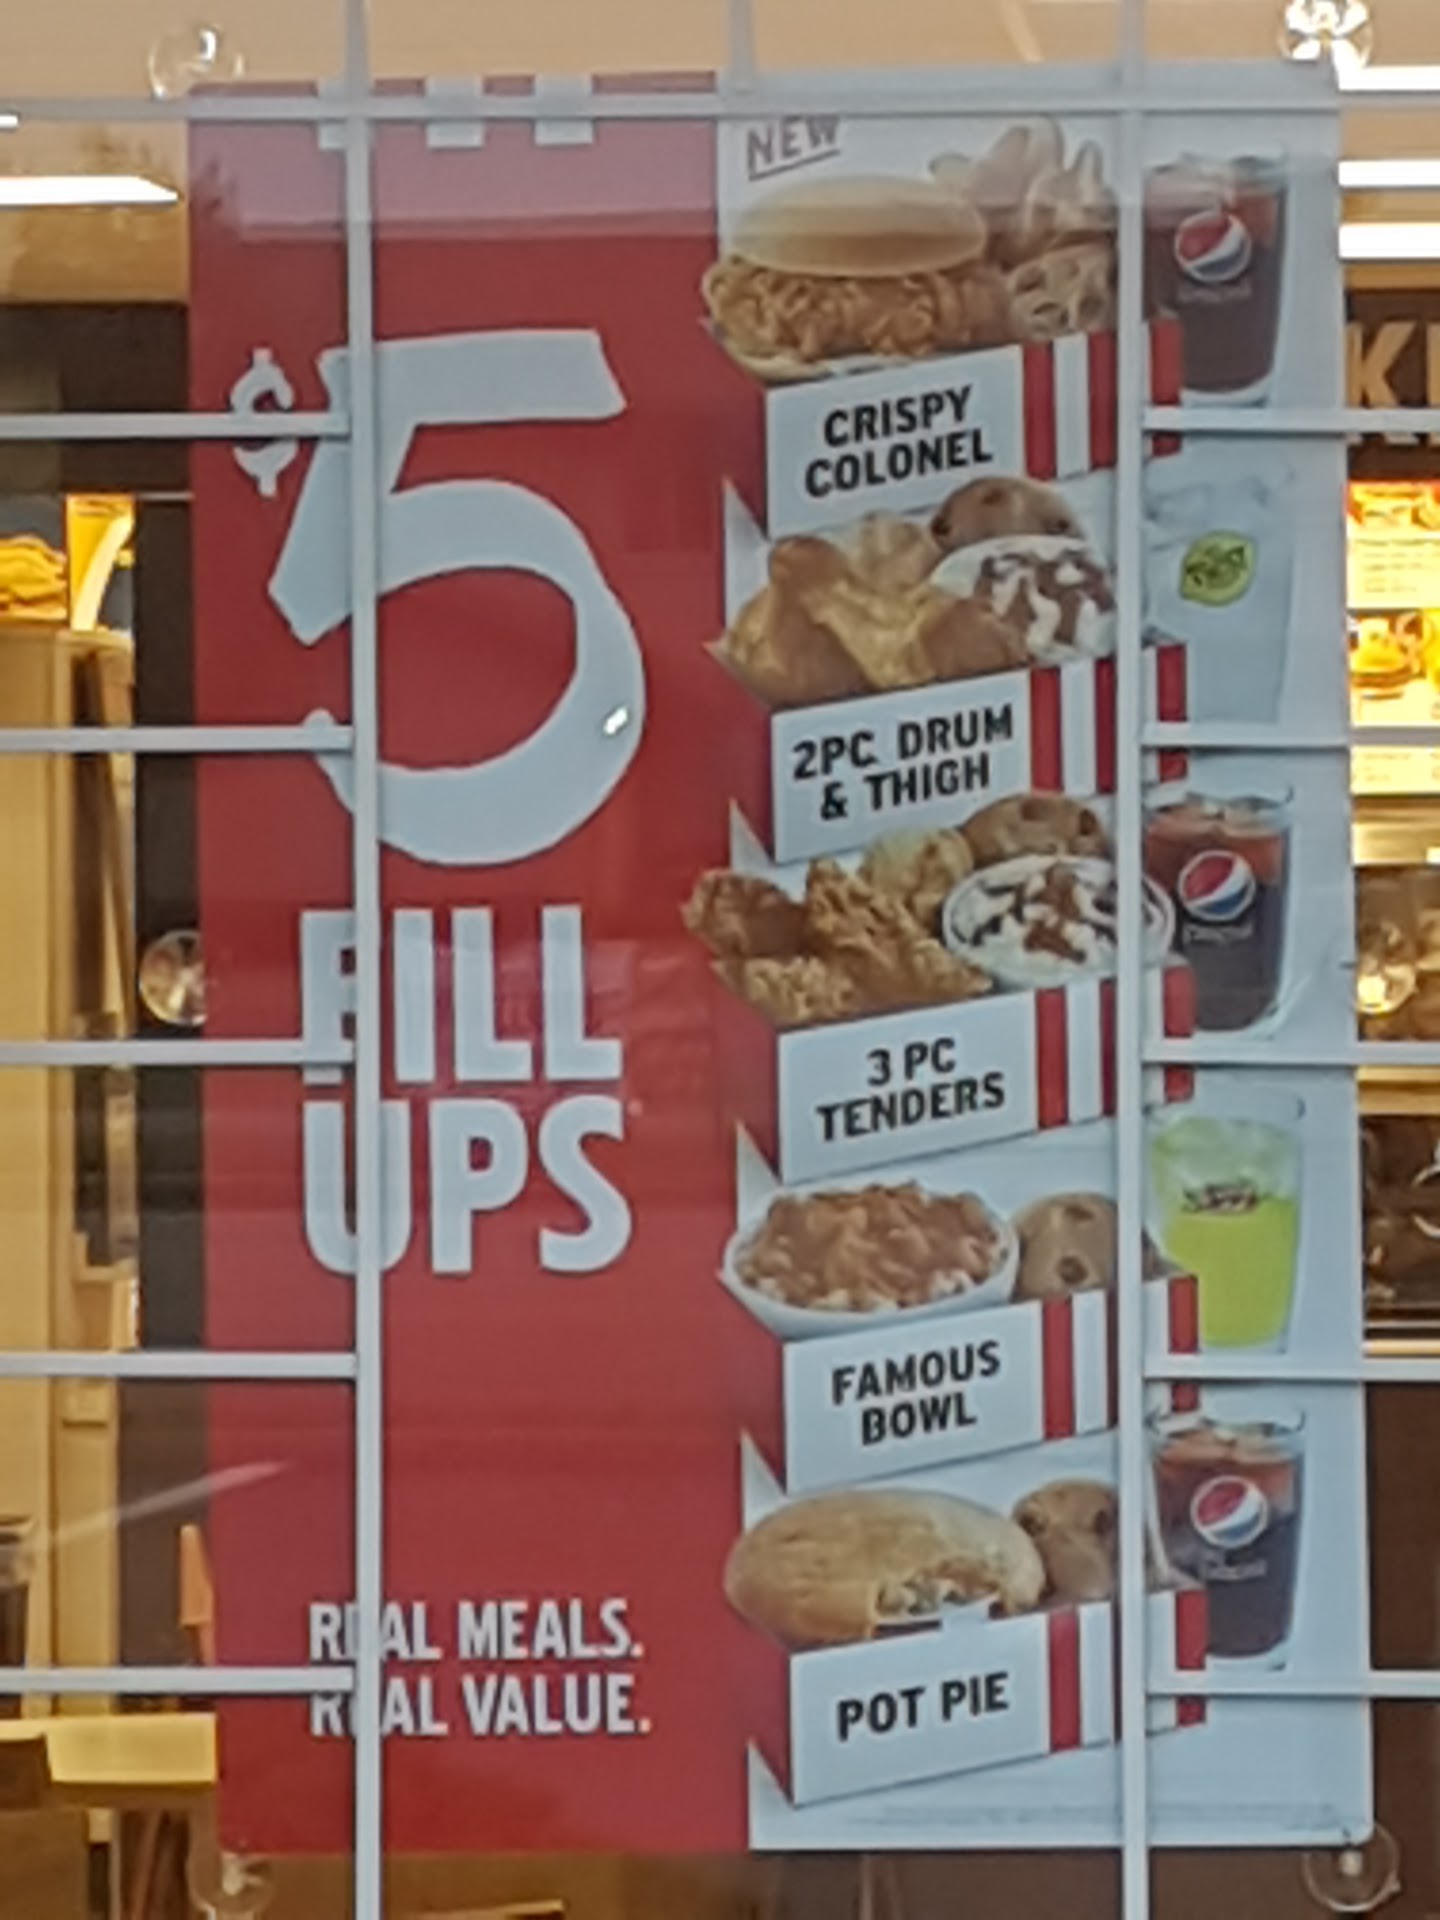 $5
FILL
UPS
REAL MEALS.
REAL VALUE.
NEW
CRISPY
COLONEL
2PC. DRUM
& THIGH
3 PC
TENDERS
FAMOUS
BOWL
POT PIE